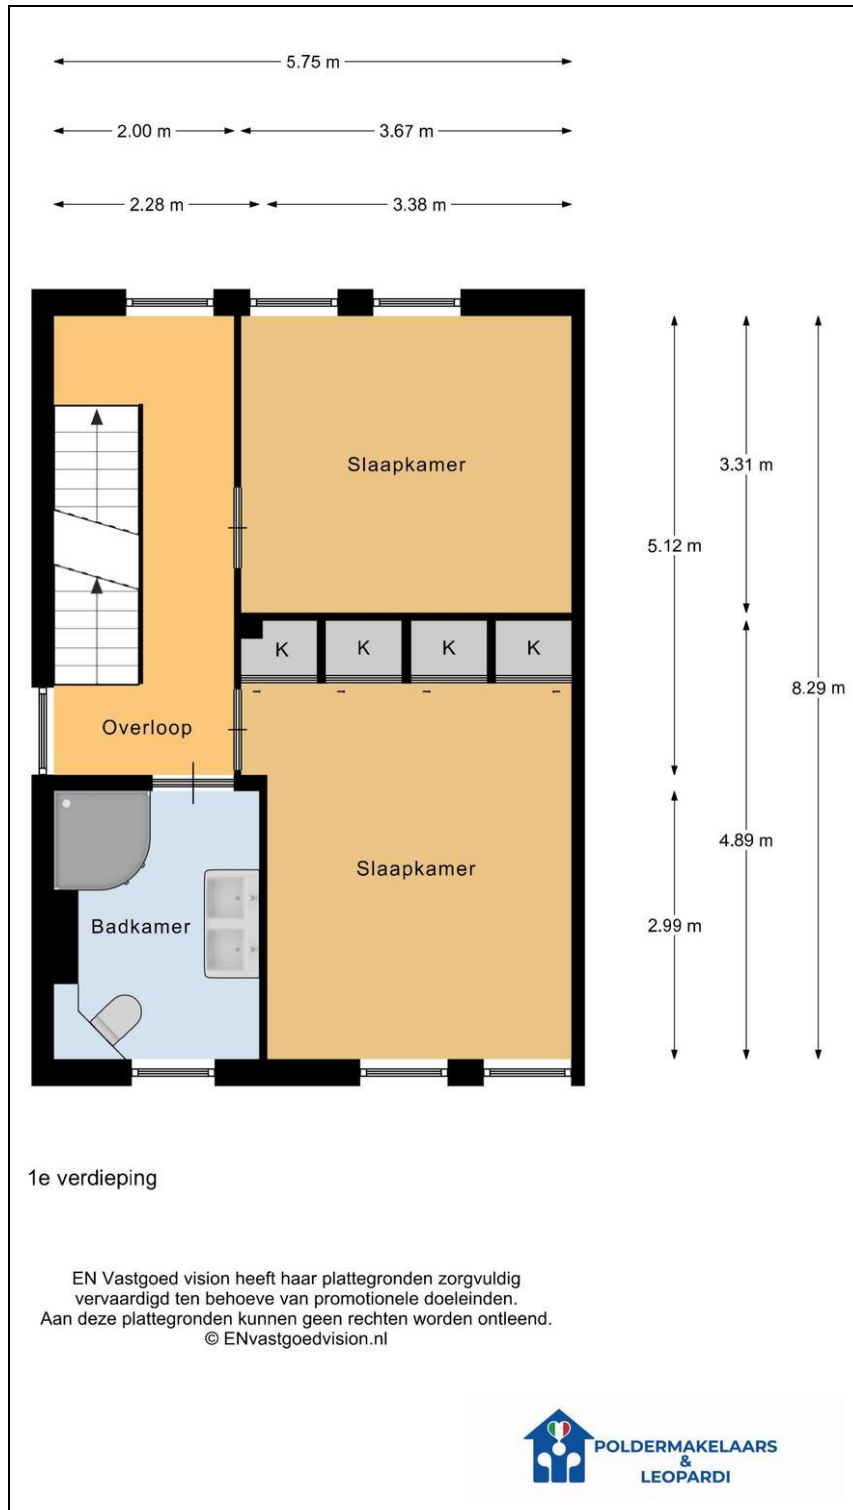 5.75 m
2.00 m
3.67 m
2.28 m
3.38 m
Slaapkamer
3.31 m
5.12 m
K
K
K
K
8.29 m
Overloop
4.89 m
Slaapkamer
2.99 m
Badkamer
1e verdieping
EN Vastgoed vision heeft haar plattegronden zorgvuldig
vervaardigd ten behoeve van promotionele doeleinden.
Aan deze plattegronden kunnen geen rechten worden ontleend.
© ENvastgoedvision.nl
POLDERMAKELAARS
&
LEOPARDI